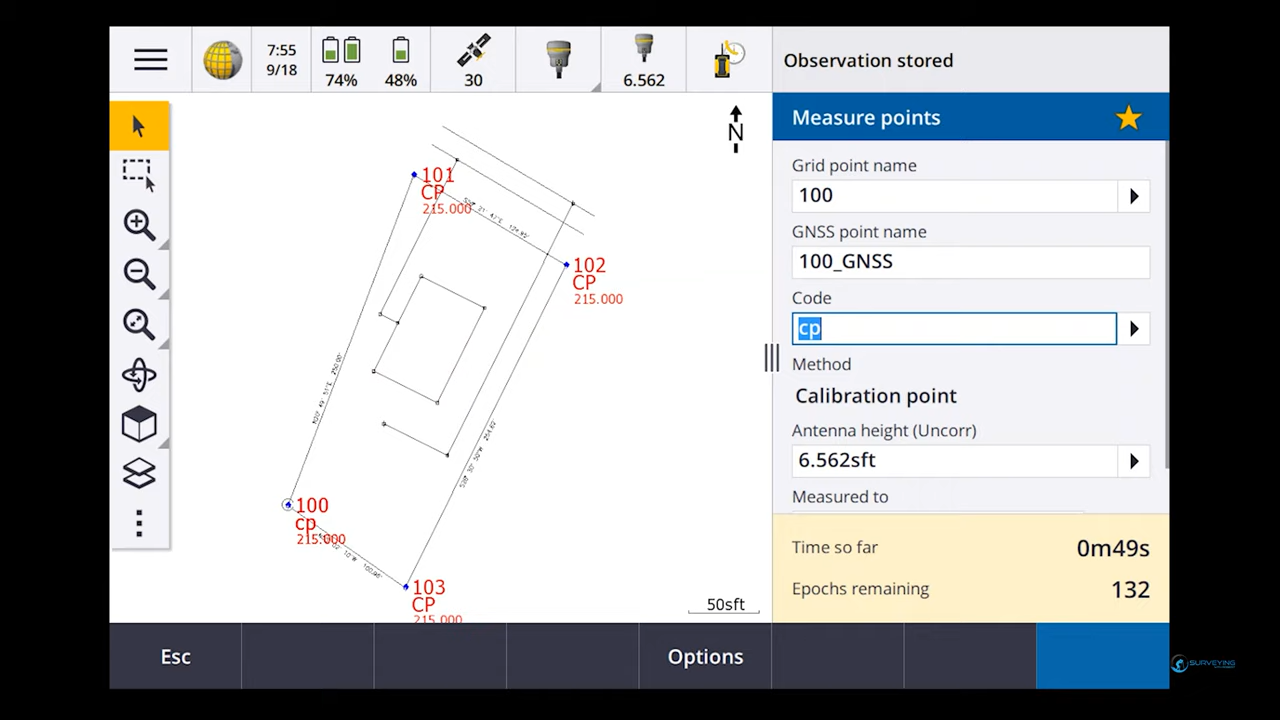 7:55
9/18
74%
48%
30
6.562
Observation stored
Measure points
Grid point name
100
GNSS point name
100_GNSS
Code
cp
Method
Calibration point
Antenna height (Uncorr)
6.562sft
Measured to
Time so far
0m49s
Epochs remaining
132
N
101
CP
215.000
102
CP
215.000
100
cp
215.000
103
CP
215.000
50sft
Esc
Options
SURVEYING